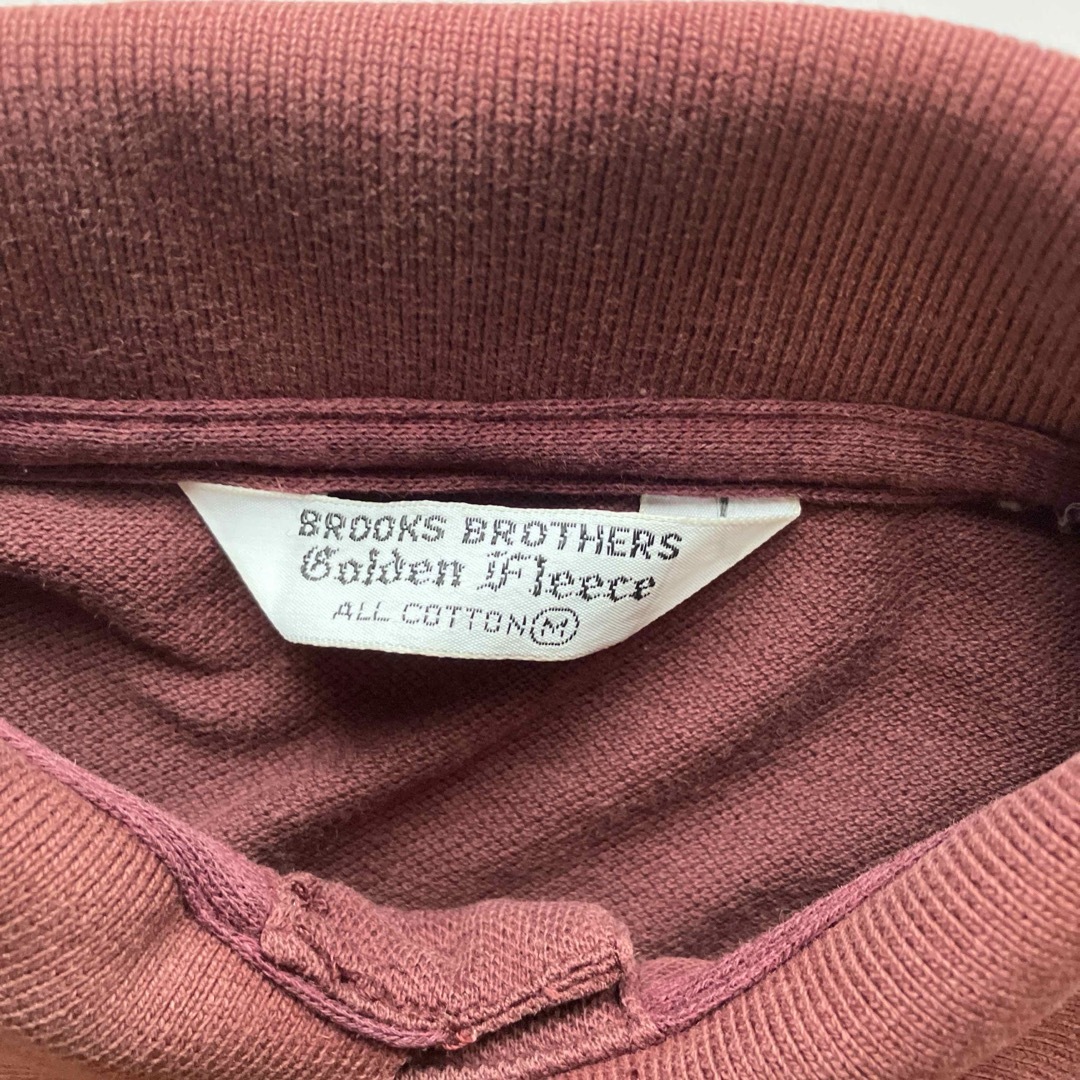 BROOKS BROTHERS
Golden Fleece
ALL COTTON M